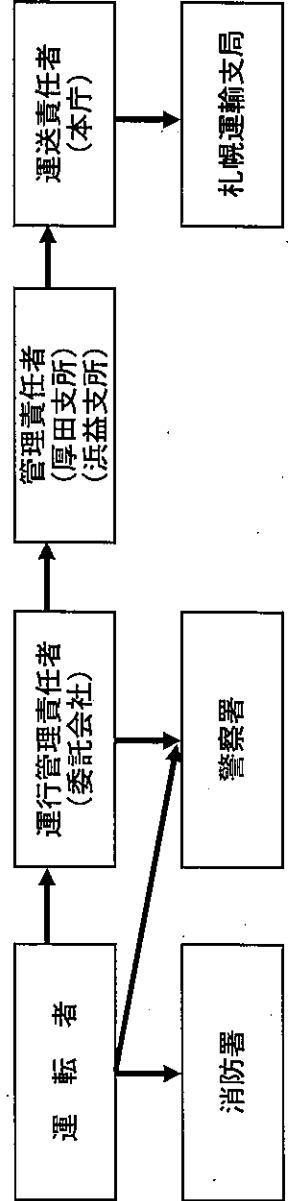 運　転　者
運行管理責任者
(委託会社)
管理責任者
(厚田支所)
(浜益支所)
運送責任者
(本庁)
消防署
警察署
札幌運輸支局